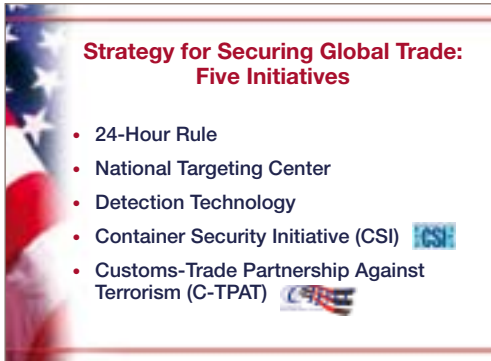 Strategy for Securing Global Trade:
Five Initiatives
• 24-Hour Rule
• National Targeting Center
• Detection Technology
• Container Security Initiative (CSI) CSI
• Customs-Trade Partnership Against
Terrorism (C-TPAT)